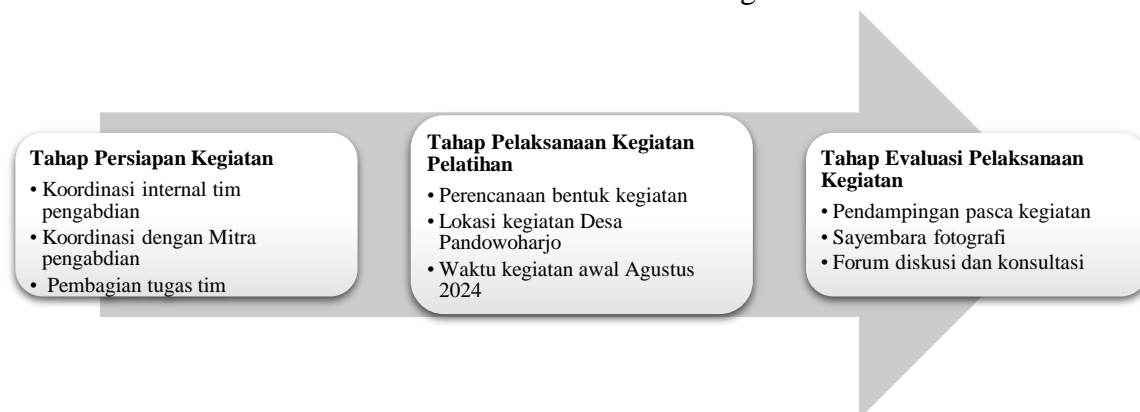 Tahap Persiapan Kegiatan
• Koordinasi internal tim
pengabdian
• Koordinasi dengan Mitra
pengabdian
• Pembagian tugas tim
Tahap Pelaksanaan Kegiatan
Pelatihan
• Perencanaan bentuk kegiatan
• Lokasi kegiatan Desa
Pandowoharjo
• Waktu kegiatan awal Agustus
2024
Tahap Evaluasi Pelaksanaan
Kegiatan
• Pendampingan pasca kegiatan
• Sayembara fotografi
• Forum diskusi dan konsultasi